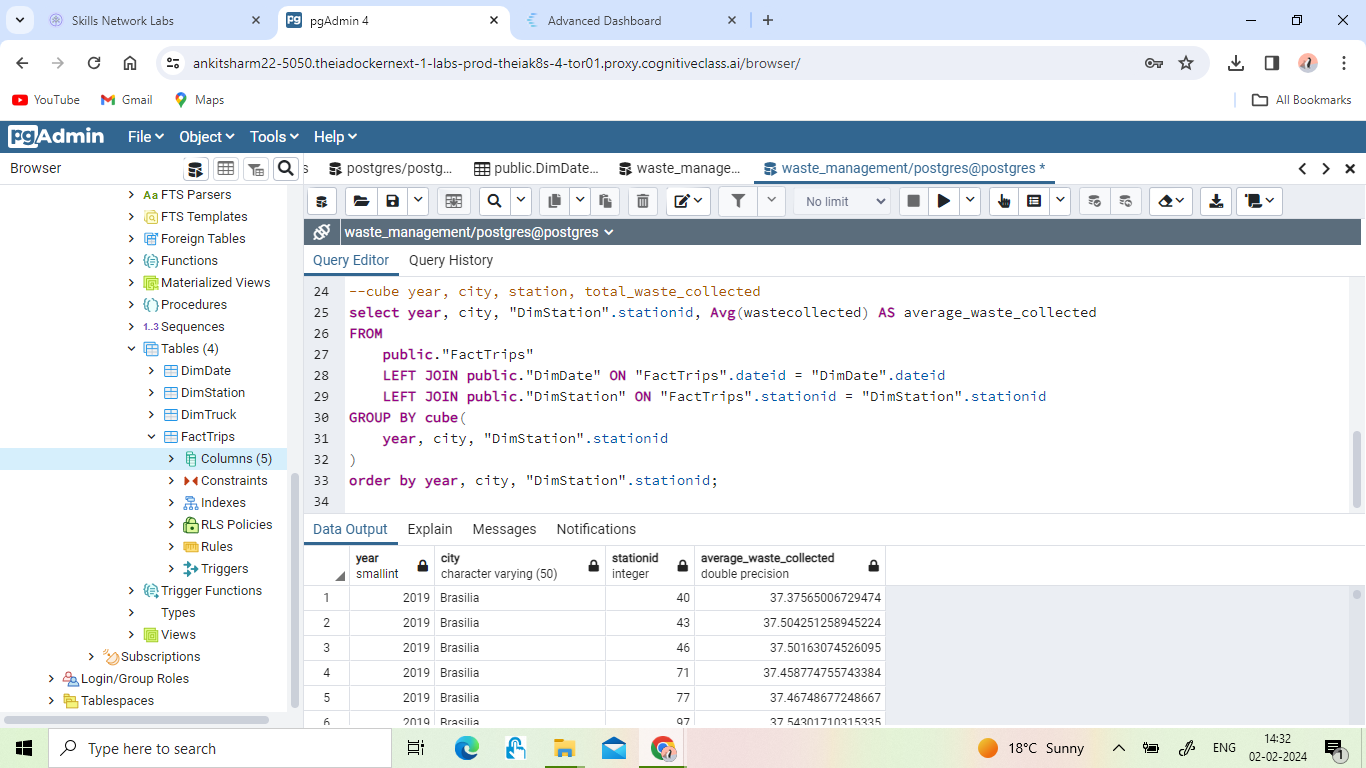 Skills Network Labs
pgAdmin 4
Advanced Dashboard
ankitsharm22-5050.theiadockernext-1-labs-prod-theiak8s-4-tor01.proxy.cognitiveclass.ai/browser/
YouTube
Gmail
Maps
All Bookmarks
pgAdmin
File
Object
Tools
Help
Browser
s
postgres/postg...
public.DimDate...
waste_manage...
waste_management/postgres@postgres *
No limit
waste_management/postgres@postgres
Query Editor
Query History
Aa FTS Parsers
FTS Templates
Foreign Tables
Functions
Materialized Views
Procedures
1..3 Sequences
Tables (4)
DimDate
DimStation
DimTruck
FactTrips
Columns (5)
Constraints
Indexes
RLS Policies
Rules
Triggers
Trigger Functions
Types
Views
Subscriptions
Login/Group Roles
Tablespaces
24 --cube year, city, station, total_waste_collected
25 select year, city, "DimStation".stationid, Avg(wastecollected) AS average_waste_collected
26 FROM
27 public."FactTrips"
28 LEFT JOIN public."DimDate" ON "FactTrips".dateid = "DimDate".dateid
29 LEFT JOIN public."DimStation" ON "FactTrips".stationid = "DimStation".stationid
30 GROUP BY cube(
31 year, city, "DimStation".stationid
32 )
33 order by year, city, "DimStation".stationid;
34
Data Output
Explain
Messages
Notifications
year city stationid average_waste_collected
smallint character varying (50) integer double precision
1 2019 Brasilia 40 37.37565006729474
2 2019 Brasilia 43 37.504251258945224
3 2019 Brasilia 46 37.50163074526095
4 2019 Brasilia 71 37.458774755743384
5 2019 Brasilia 77 37.46748677248667
6 2019 Brasilia 97 37.54301710315335
Type here to search
18°C Sunny
ENG
14:32
02-02-2024
1